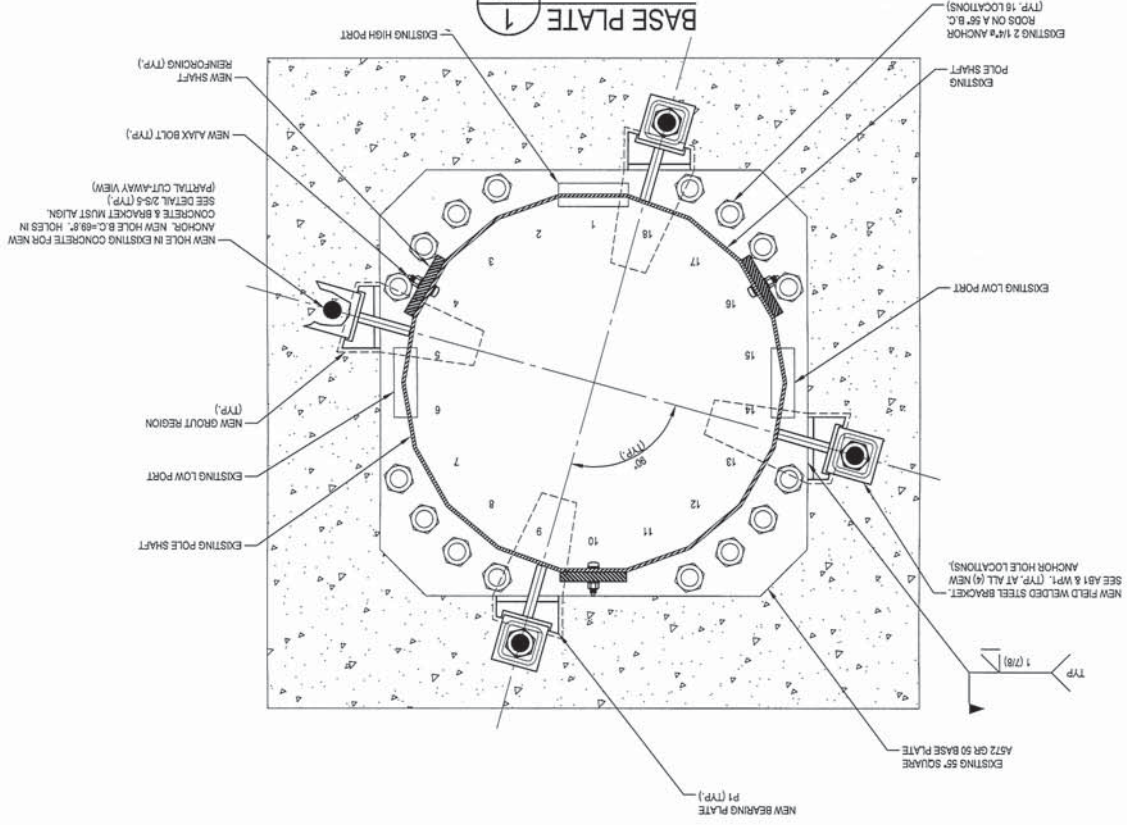 NEW BEARING PLATE
P1 (TYP.)
EXISTING 55" SQUARE
A572 GR 50 BASE PLATE
TYP
1 (7/8)
NEW FIELD WELDED STEEL BRACKET.
SEE AB1 & WP1. (TYP. AT ALL (4) NEW
ANCHOR HOLE LOCATIONS).
EXISTING POLE SHAFT
EXISTING LOW PORT
NEW GROUT REGION
(TYP.)
10
11
9
12
8
13
7
90°
(TYP.)
14
6
15
5
EXISTING LOW PORT
16
4
17
3
18
1
2
NEW HOLE IN EXISTING CONCRETE FOR NEW
ANCHOR. NEW HOLE B.C.=69.6". HOLES IN
CONCRETE & BRACKET MUST ALIGN.
SEE DETAIL 2/S-5 (TYP.)
(PARTIAL CUT-AWAY VIEW)
NEW AJAX BOLT (TYP.)
NEW SHAFT
REINFORCING (TYP.)
EXISTING
POLE SHAFT
EXISTING HIGH PORT
EXISTING 2 1/4"ø ANCHOR
RODS ON A 56" B.C.
(TYP. 16 LOCATIONS)
BASE PLATE
1